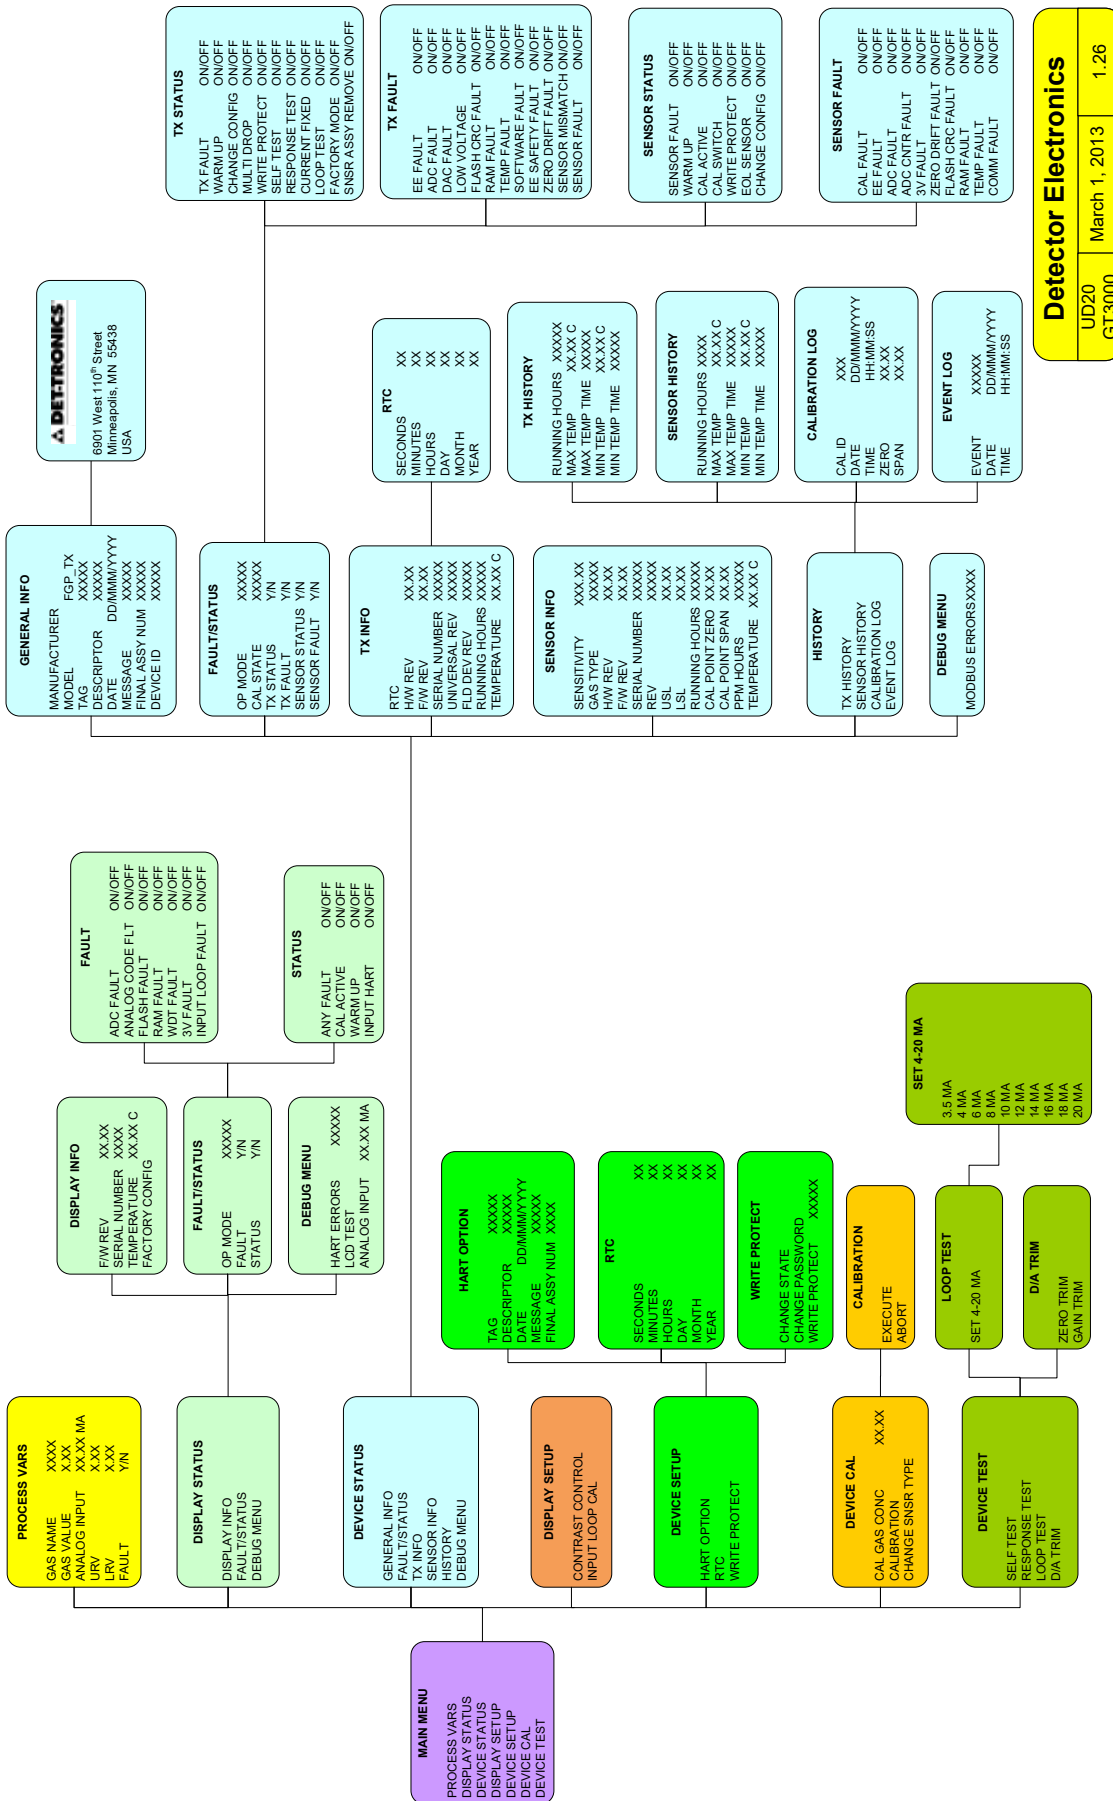 MAIN MENU
PROCESS VARS
DISPLAY STATUS
DEVICE STATUS
DISPLAY SETUP
DEVICE SETUP
DEVICE CAL
DEVICE TEST
PROCESS VARS
GAS NAME XXXX
GAS VALUE X.XX
ANALOG INPUT XX.XX MA
URV X.XX
LRV X.XX
FAULT Y/N
DISPLAY STATUS
DISPLAY INFO
FAULT/STATUS
DEBUG MENU
DEVICE STATUS
GENERAL INFO
FAULT/STATUS
TX INFO
SENSOR INFO
HISTORY
DEBUG MENU
DISPLAY SETUP
CONTRAST CONTROL
INPUT LOOP CAL
DEVICE SETUP
HART OPTION
RTC
WRITE PROTECT
DEVICE CAL
CAL GAS CONC XX.XX
CALIBRATION
CHANGE SNSR TYPE
DEVICE TEST
SELF TEST
RESPONSE TEST
LOOP TEST
D/A TRIM
DISPLAY INFO
F/W REV XX.XX
SERIAL NUMBER XXXX
TEMPERATURE XX.XX C
FACTORY CONFIG
FAULT/STATUS
OP MODE XXXXX
FAULT Y/N
STATUS Y/N
DEBUG MENU
HART ERRORS XXXXX
LCD TEST
ANALOG INPUT XX.XX MA
HART OPTION
TAG XXXXX
DESCRIPTOR XXXXX
DATE DD/MMM/YYYY
MESSAGE XXXXX
FINAL ASSY NUM XXXX
RTC
SECONDS XX
MINUTES XX
HOURS XX
DAY XX
MONTH XX
YEAR XX
WRITE PROTECT
CHANGE STATE
CHANGE PASSWORD
WRITE PROTECT XXXXX
CALIBRATION
EXECUTE
ABORT
LOOP TEST
SET 4-20 MA
D/A TRIM
ZERO TRIM
GAIN TRIM
FAULT
ADC FAULT ON/OFF
ANALOG CODE FLT ON/OFF
FLASH FAULT ON/OFF
RAM FAULT ON/OFF
WDT FAULT ON/OFF
3V FAULT ON/OFF
INPUT LOOP FAULT ON/OFF
STATUS
ANY FAULT ON/OFF
CAL ACTIVE ON/OFF
WARM UP ON/OFF
INPUT HART ON/OFF
SET 4-20 MA
3.5 MA
4 MA
6 MA
8 MA
10 MA
12 MA
14 MA
16 MA
18 MA
20 MA
GENERAL INFO
MANUFACTURER
MODEL FGP_TX
TAG XXXXX
DESCRIPTOR XXXXX
DATE DD/MMM/YYYY
MESSAGE XXXXX
FINAL ASSY NUM XXXXX
DEVICE ID XXXXX
FAULT/STATUS
OP MODE XXXXX
CAL STATE XXXXX
TX STATUS Y/N
TX FAULT Y/N
SENSOR STATUS Y/N
SENSOR FAULT Y/N
TX INFO
RTC
H/W REV XX.XX
F/W REV XX.XX
SERIAL NUMBER XXXXX
UNIVERSAL REV XXXXX
FLD DEV REV XXXXX
RUNNING HOURS XXXXX
TEMPERATURE XX.XX C
SENSOR INFO
SENSITIVITY XXX.XX
GAS TYPE XXXXX
H/W REV XX.XX
F/W REV XX.XX
SERIAL NUMBER XXXXX
REV XXXXX
USL XX.XX
LSL XX.XX
RUNNING HOURS XXXXX
CAL POINT ZERO XX.XX
CAL POINT SPAN XX.XX
PPM HOURS XXXXX
TEMPERATURE XX.XX C
HISTORY
TX HISTORY
SENSOR HISTORY
CALIBRATION LOG
EVENT LOG
DEBUG MENU
MODBUS ERRORS XXXXX
DET-TRONICS
6901 West 110th Street
Minneapolis, MN 55438
USA
RTC
SECONDS XX
MINUTES XX
HOURS XX
DAY XX
MONTH XX
YEAR XX
TX HISTORY
RUNNING HOURS XXXXX
MAX TEMP XX.XX C
MAX TEMP TIME XXXXX
MIN TEMP XX.XX C
MIN TEMP TIME XXXXX
SENSOR HISTORY
RUNNING HOURS XXXX
MAX TEMP XX.XX C
MAX TEMP TIME XXXXX
MIN TEMP XX.XX C
MIN TEMP TIME XXXXX
CALIBRATION LOG
CAL ID XXX
DATE DD/MMM/YYYY
TIME HH:MM:SS
ZERO XX.XX
SPAN XX.XX
EVENT LOG
EVENT XXXXX
DATE DD/MMM/YYYY
TIME HH:MM:SS
TX STATUS
TX FAULT ON/OFF
WARM UP ON/OFF
CHANGE CONFIG ON/OFF
MULTI DROP ON/OFF
WRITE PROTECT ON/OFF
SELF TEST ON/OFF
RESPONSE TEST ON/OFF
CURRENT FIXED ON/OFF
LOOP TEST ON/OFF
FACTORY MODE ON/OFF
SNSR ASSY REMOVE ON/OFF
TX FAULT
EE FAULT ON/OFF
ADC FAULT ON/OFF
DAC FAULT ON/OFF
LOW VOLTAGE ON/OFF
FLASH CRC FAULT ON/OFF
RAM FAULT ON/OFF
TEMP FAULT ON/OFF
SOFTWARE FAULT ON/OFF
EE SAFETY FAULT ON/OFF
ZERO DRIFT FAULT ON/OFF
SENSOR MISMATCH ON/OFF
SENSOR FAULT ON/OFF
SENSOR STATUS
SENSOR FAULT ON/OFF
WARM UP ON/OFF
CAL ACTIVE ON/OFF
CAL SWITCH ON/OFF
WRITE PROTECT ON/OFF
EOL SENSOR ON/OFF
CHANGE CONFIG ON/OFF
SENSOR FAULT
CAL FAULT ON/OFF
EE FAULT ON/OFF
ADC FAULT ON/OFF
ADC CNTR FAULT ON/OFF
3V FAULT ON/OFF
ZERO DRIFT FAULT ON/OFF
FLASH CRC FAULT ON/OFF
RAM FAULT ON/OFF
TEMP FAULT ON/OFF
COMM FAULT ON/OFF
Detector Electronics
UD20 March 1, 2013 1.26
GT3000